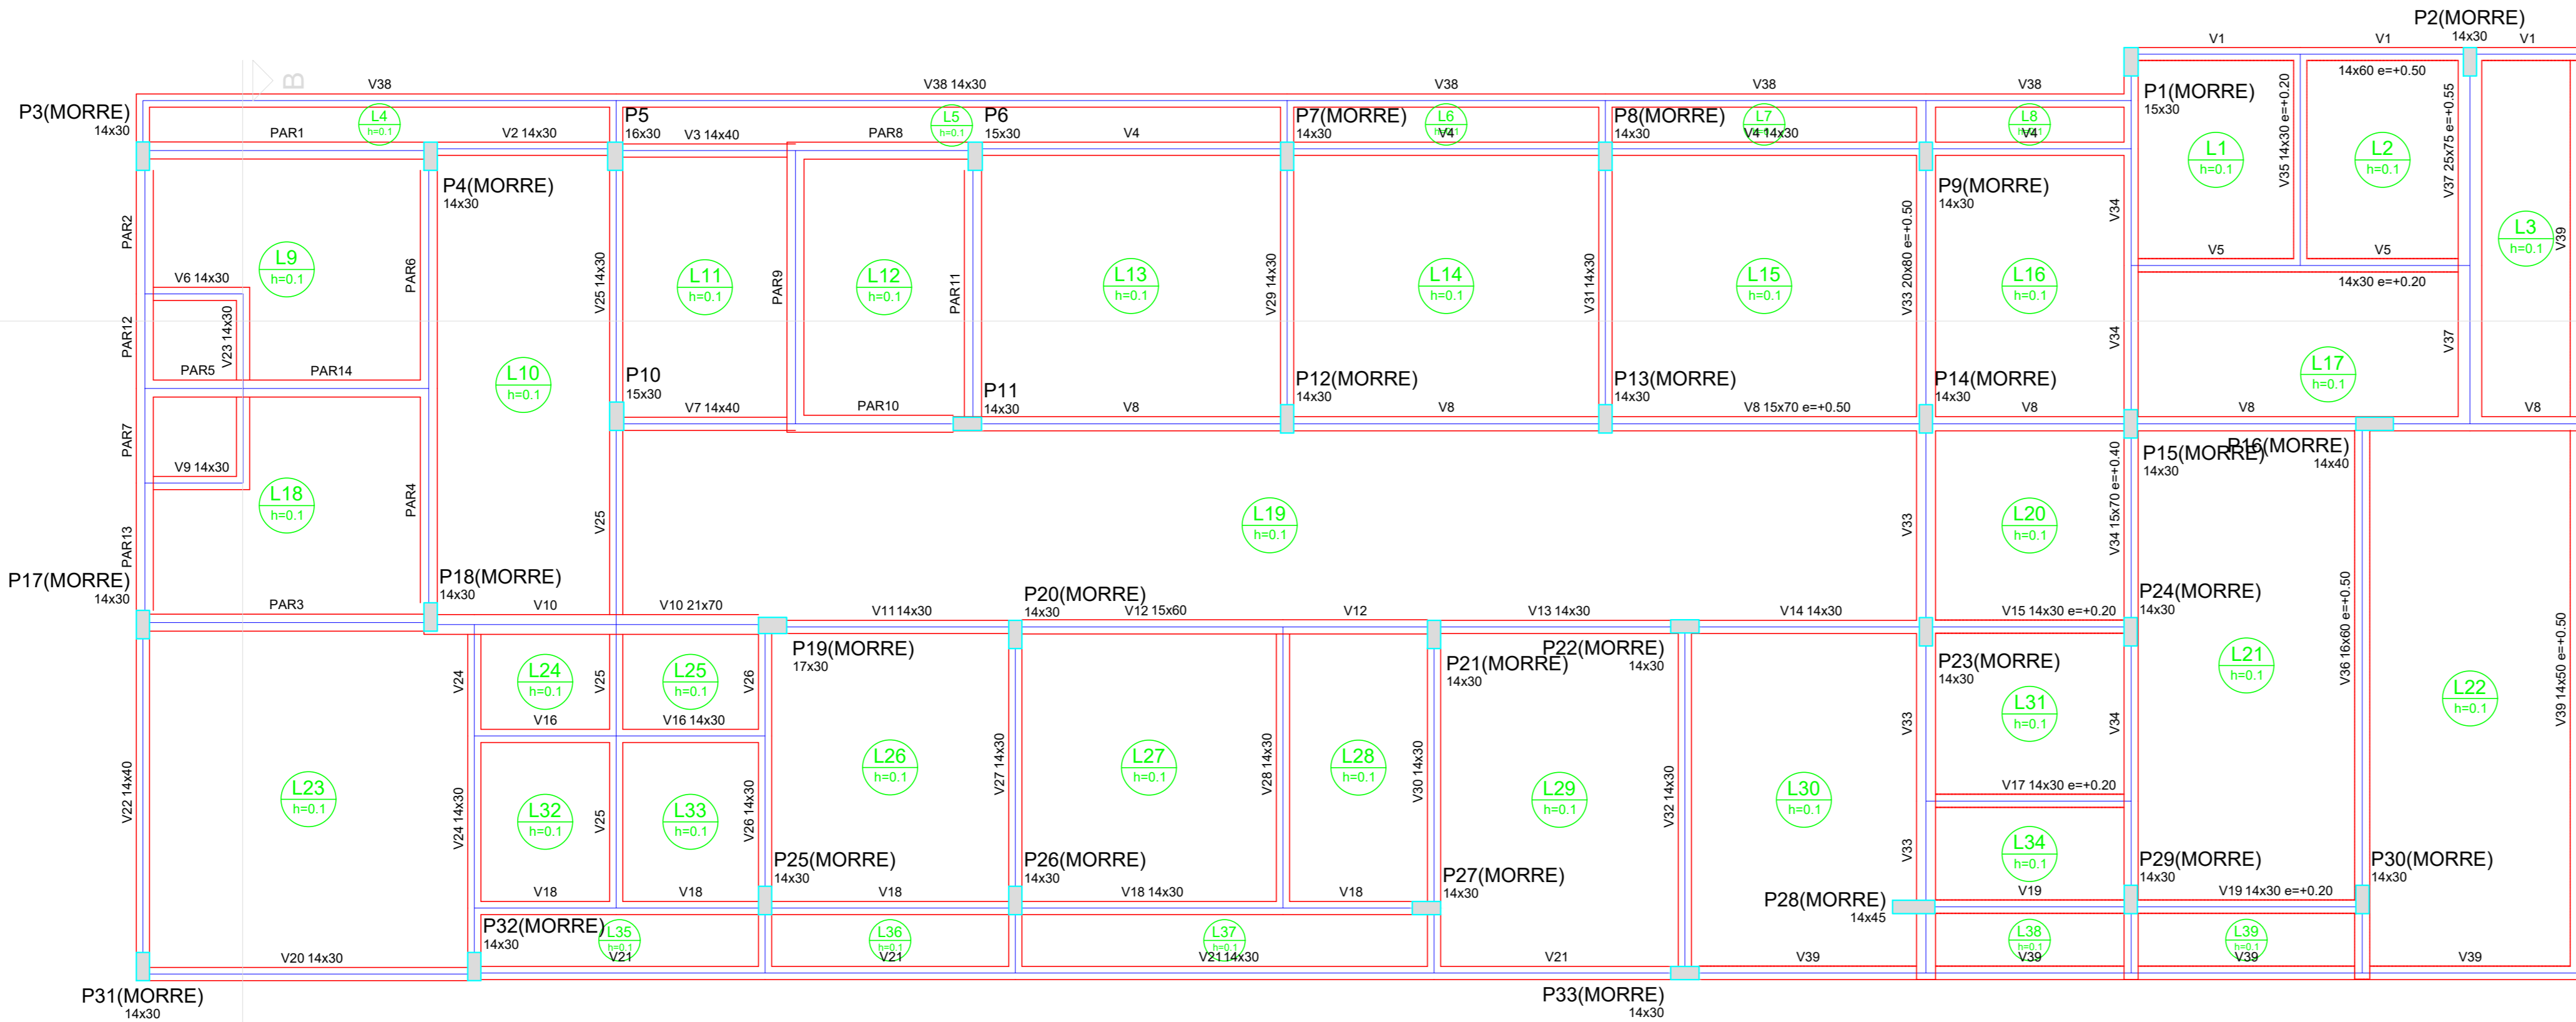 P2(MORRE)
14x30
V1
V1
V1
14x60 e=+0.50
B
V38
V38 14x30
V38
V38
V38
P3(MORRE)
14x30
L4
h=0.1
PAR1
V2 14x30
P5
16x30
V3 14x40
PAR8
L5
h=0.1
P6
15x30
V4
P7(MORRE)
14x30
L6
V4
P8(MORRE)
14x30
L7
V4 14x30
L8
V4
P1(MORRE)
15x30
L1
h=0.1
V35 14x30 e=+0.20
L2
h=0.1
V37 25x75 e=+0.55
L3
h=0.1
V39
P4(MORRE)
14x30
P9(MORRE)
14x30
V34
PAR2
L9
h=0.1
PAR6
V6 14x30
V25 14x30
L11
h=0.1
PAR9
L12
h=0.1
PAR11
L13
h=0.1
V29 14x30
L14
h=0.1
V31 14x30
L15
h=0.1
V33 20x80 e=+0.50
L16
h=0.1
V5
V5
14x30 e=+0.20
PAR12
V23 14x30
PAR5
PAR14
L10
h=0.1
V34
V37
L17
h=0.1
P10
15x30
V7 14x40
PAR10
P11
14x30
V8
P12(MORRE)
14x30
V8
P13(MORRE)
14x30
V8 15x70 e=+0.50
P14(MORRE)
14x30
V8
V8
V8
PAR7
V9 14x30
L18
h=0.1
PAR4
PAR13
V25
L19
h=0.1
V33
L20
h=0.1
V34 15x70 e=+0.40
P15(MORRE)
14x30
P16(MORRE)
14x40
P17(MORRE)
14x30
PAR3
P18(MORRE)
14x30
V10
V10 21x70
V11 14x30
P20(MORRE)
14x30
V12 15x60
V12
V13 14x30
V14 14x30
V15 14x30 e=+0.20
P24(MORRE)
14x30
P19(MORRE)
17x30
P21(MORRE)
14x30
P22(MORRE)
14x30
P23(MORRE)
14x30
V24
L24
h=0.1
V25
L25
h=0.1
V26
V16
V16 14x30
L31
h=0.1
V33
V34
L21
h=0.1
V36 16x60 e=+0.50
L22
h=0.1
V39 14x50 e=+0.50
V22 14x40
L23
h=0.1
V24 14x30
L32
h=0.1
V25
L33
h=0.1
V26 14x30
L26
h=0.1
V27 14x30
L27
h=0.1
V28 14x30
L28
h=0.1
V30 14x30
L29
h=0.1
V32 14x30
L30
h=0.1
V17 14x30 e=+0.20
V33
L34
h=0.1
V18
V18
P25(MORRE)
14x30
V18
P26(MORRE)
14x30
V18 14x30
V18
P27(MORRE)
14x30
P28(MORRE)
14x45
V19
P29(MORRE)
14x30
V19 14x30 e=+0.20
P30(MORRE)
14x30
P32(MORRE)
14x30
L35
h=0.1
V21
L36
h=0.1
V21
L37
h=0.1
V21 14x30
V21
V39
L38
h=0.1
V39
L39
h=0.1
V39
V39
V20 14x30
P31(MORRE)
14x30
P33(MORRE)
14x30